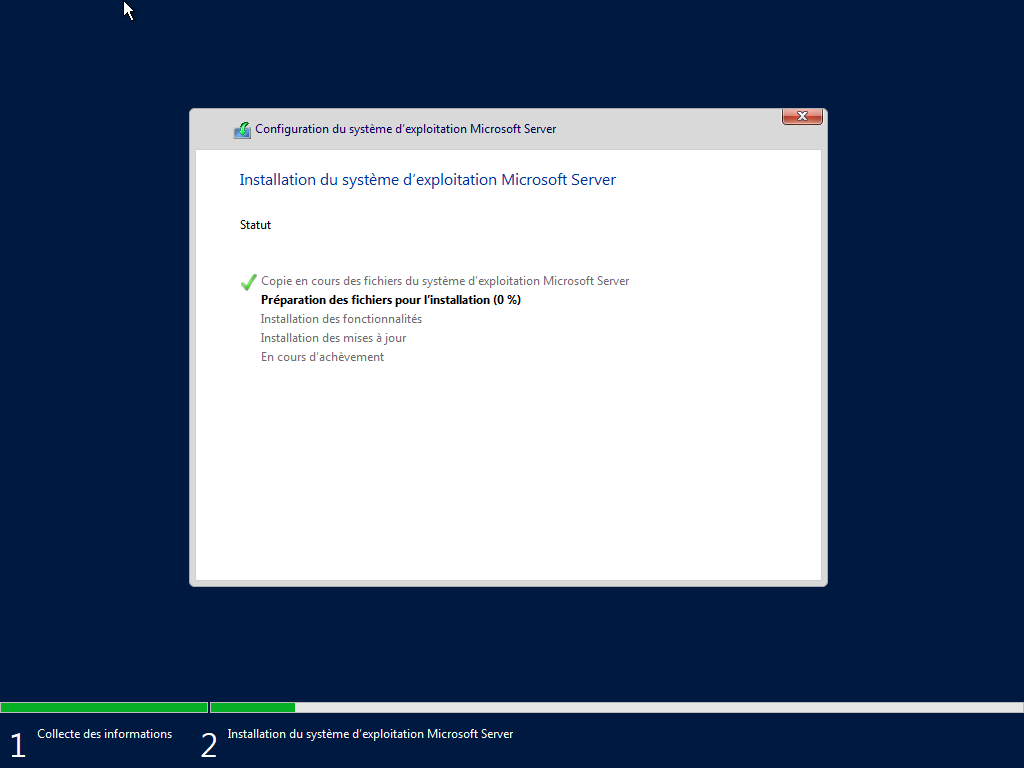 Configuration du système d'exploitation Microsoft Server
Installation du système d'exploitation Microsoft Server
Statut
Copie en cours des fichiers du système d'exploitation Microsoft Server
Préparation des fichiers pour l'installation (0 %)
Installation des fonctionnalités
Installation des mises à jour
En cours d'achèvement
1 Collecte des informations 2 Installation du système d'exploitation Microsoft Server